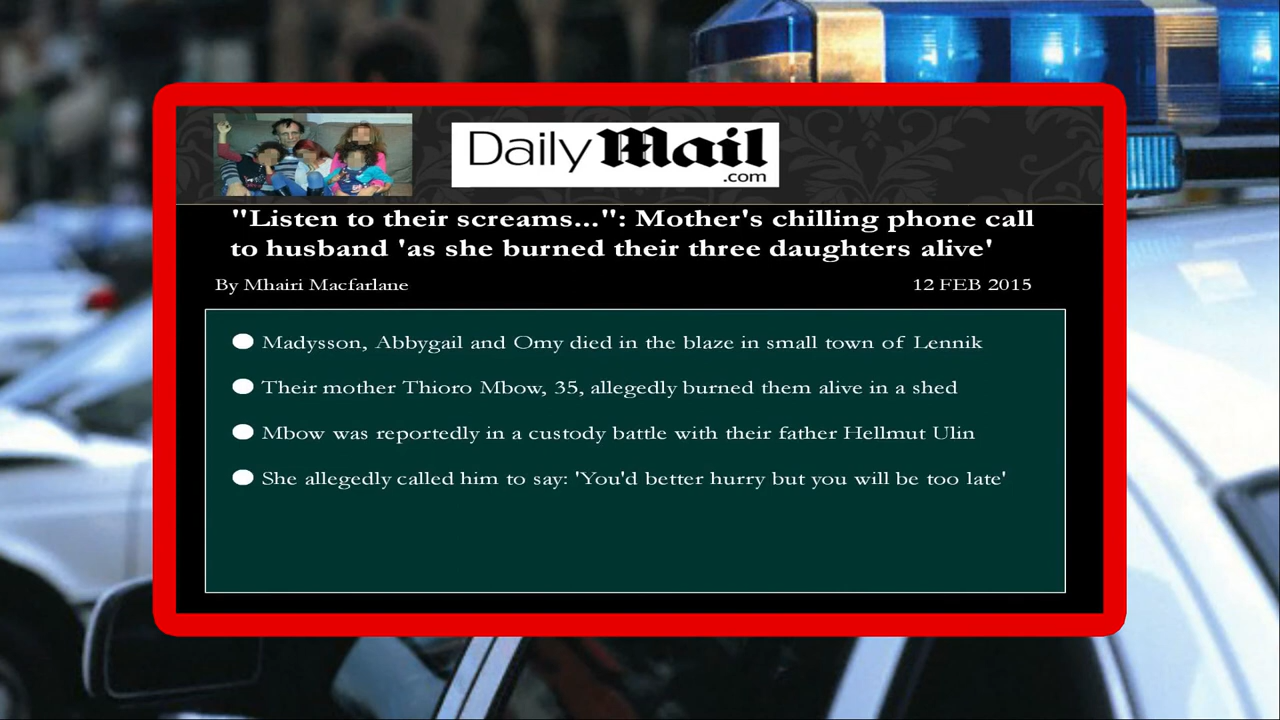 Daily Mail
.com
"Listen to their screams...": Mother's chilling phone call
to husband 'as she burned their three daughters alive'
By Mhairi Macfarlane 12 FEB 2015
Madysson, Abbygail and Omy died in the blaze in small town of Lennik
Their mother Thioro Mbow, 35, allegedly burned them alive in a shed
Mbow was reportedly in a custody battle with their father Hellmut Ulin
She allegedly called him to say: 'You'd better hurry but you will be too late'